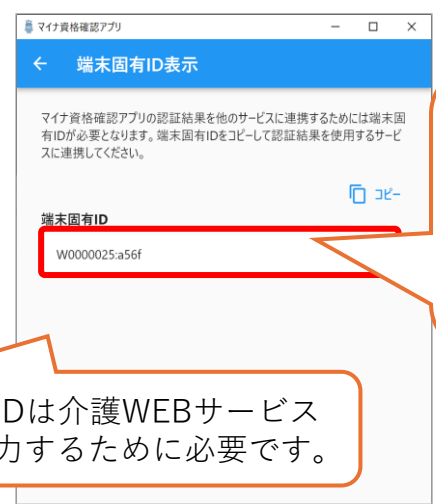 マイナ資格確認アプリ
端末固有ID表示
マイナ資格確認アプリの認証結果を他のサービスに連携するためには端末固
有IDが必要となります。端末固有IDをコピーして認証結果を使用するサービ
スに連携してください。
コピー
端末固有ID
W0000025:a56f
Dは介護WEBサービス
力するために必要です。